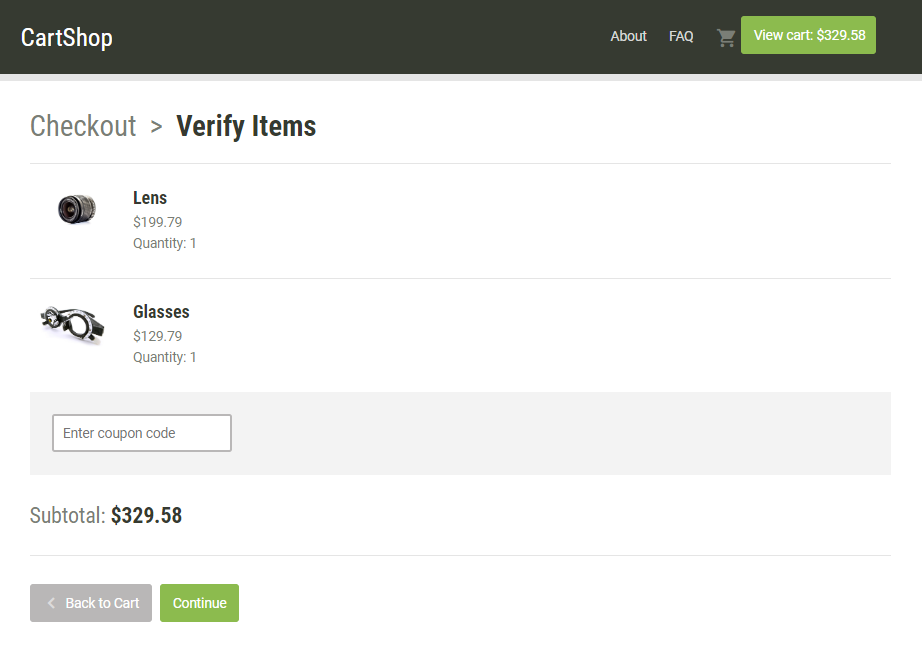 CartShop
About FAQ View cart: $329.58
Checkout > Verify Items
Lens
$199.79
Quantity: 1
Glasses
$129.79
Quantity: 1
Enter coupon code
Subtotal: $329.58
Back to Cart Continue